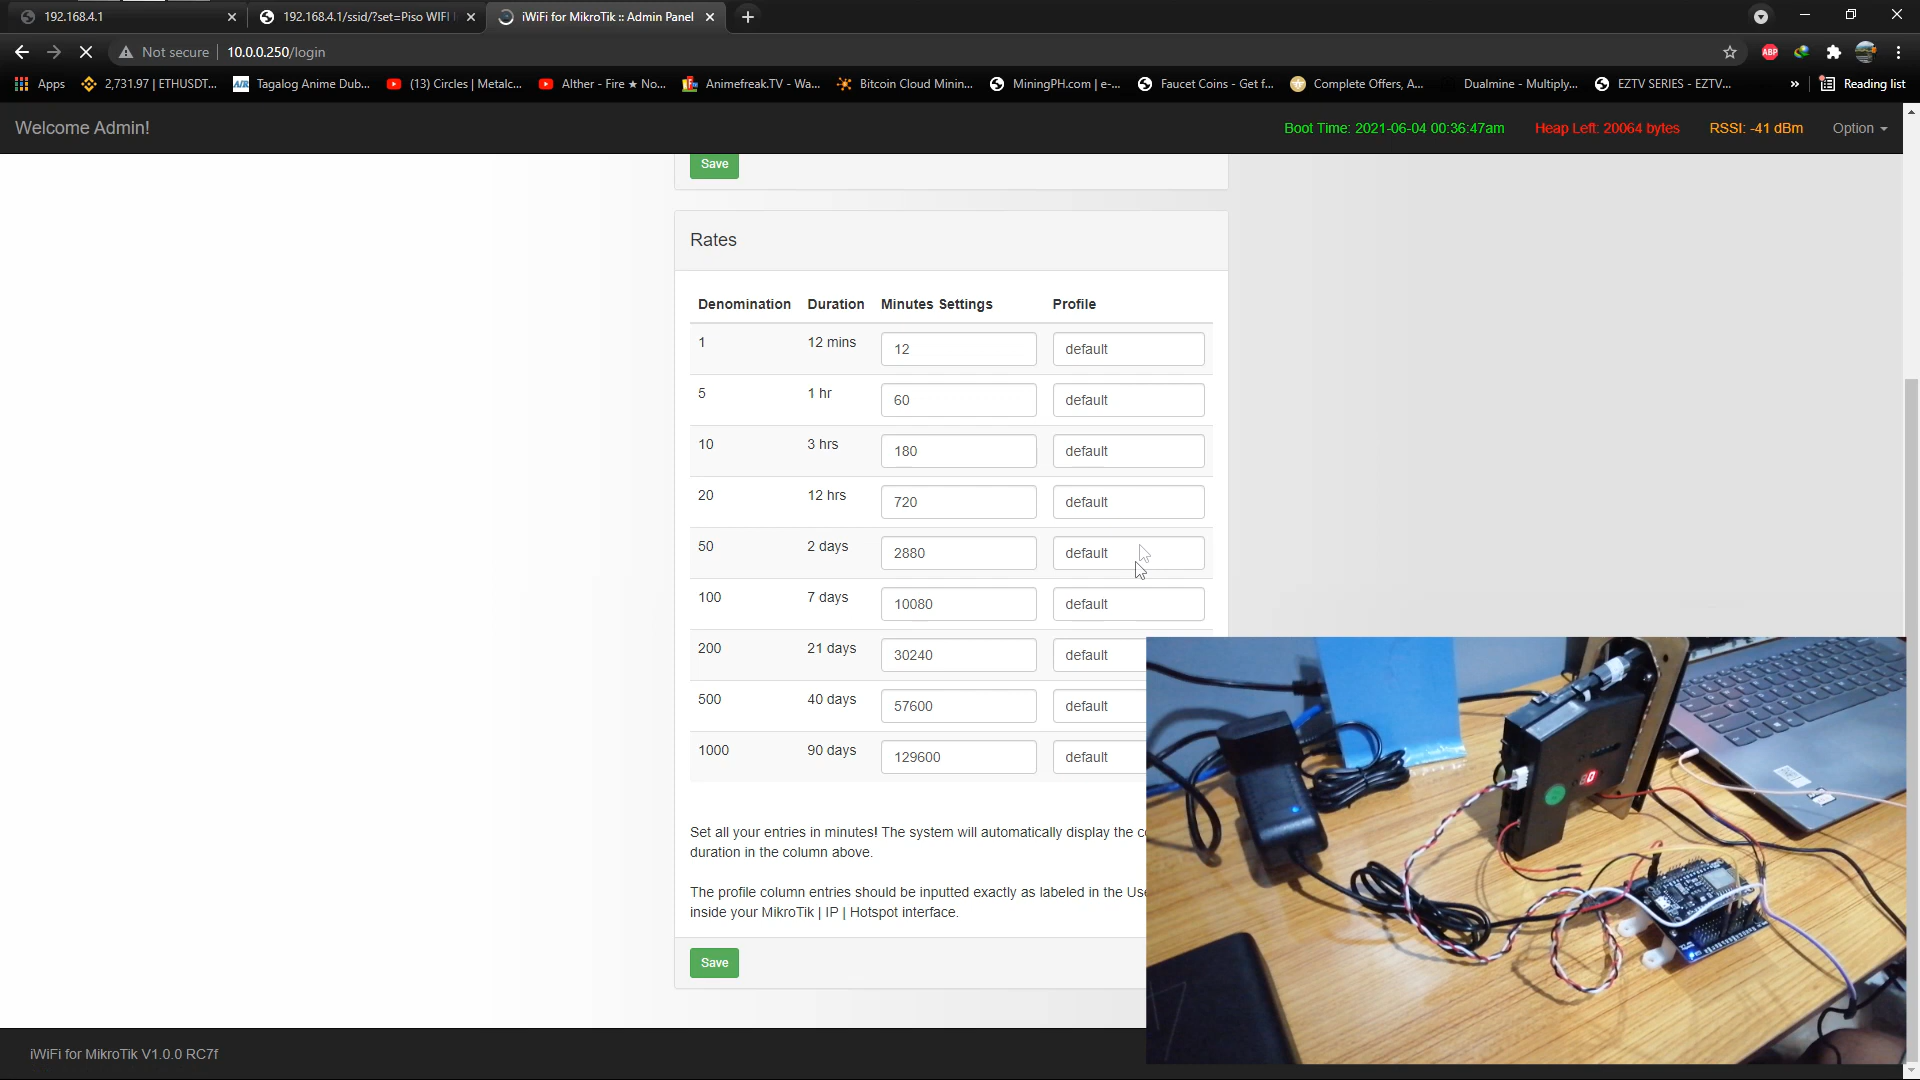 192.168.4.1
192.168.4.1/ssid/?set=Piso WIFI
iWiFi for MikroTik :: Admin Panel
Not secure
10.0.0.250/login
Apps
2,731.97 | ETHUSDT...
Tagalog Anime Dub...
(13) Circles | Metalc...
Alther - Fire ★ No...
Animefreak.TV - Wa...
Bitcoin Cloud Minin...
MiningPH.com | e-...
Faucet Coins - Get f...
Complete Offers, A...
Dualmine - Multiply...
EZTV SERIES - EZTV...
»
Reading list
ABP
Welcome Admin!
Boot Time: 2021-06-04 00:36:47am
Heap Left: 20064 bytes
RSSI: -41 dBm
Option
Save
Rates
Denomination Duration Minutes Settings Profile
1 12 mins 12 default
5 1 hr 60 default
10 3 hrs 180 default
20 12 hrs 720 default
50 2 days 2880 default
100 7 days 10080 default
200 21 days 30240 default
500 40 days 57600 default
1000 90 days 129600 default
Set all your entries in minutes! The system will automatically display the
duration in the column above.
The profile column entries should be inputted exactly as labeled in the
inside your MikroTik | IP | Hotspot interface.
Save
iWiFi for MikroTik V1.0.0 RC7f